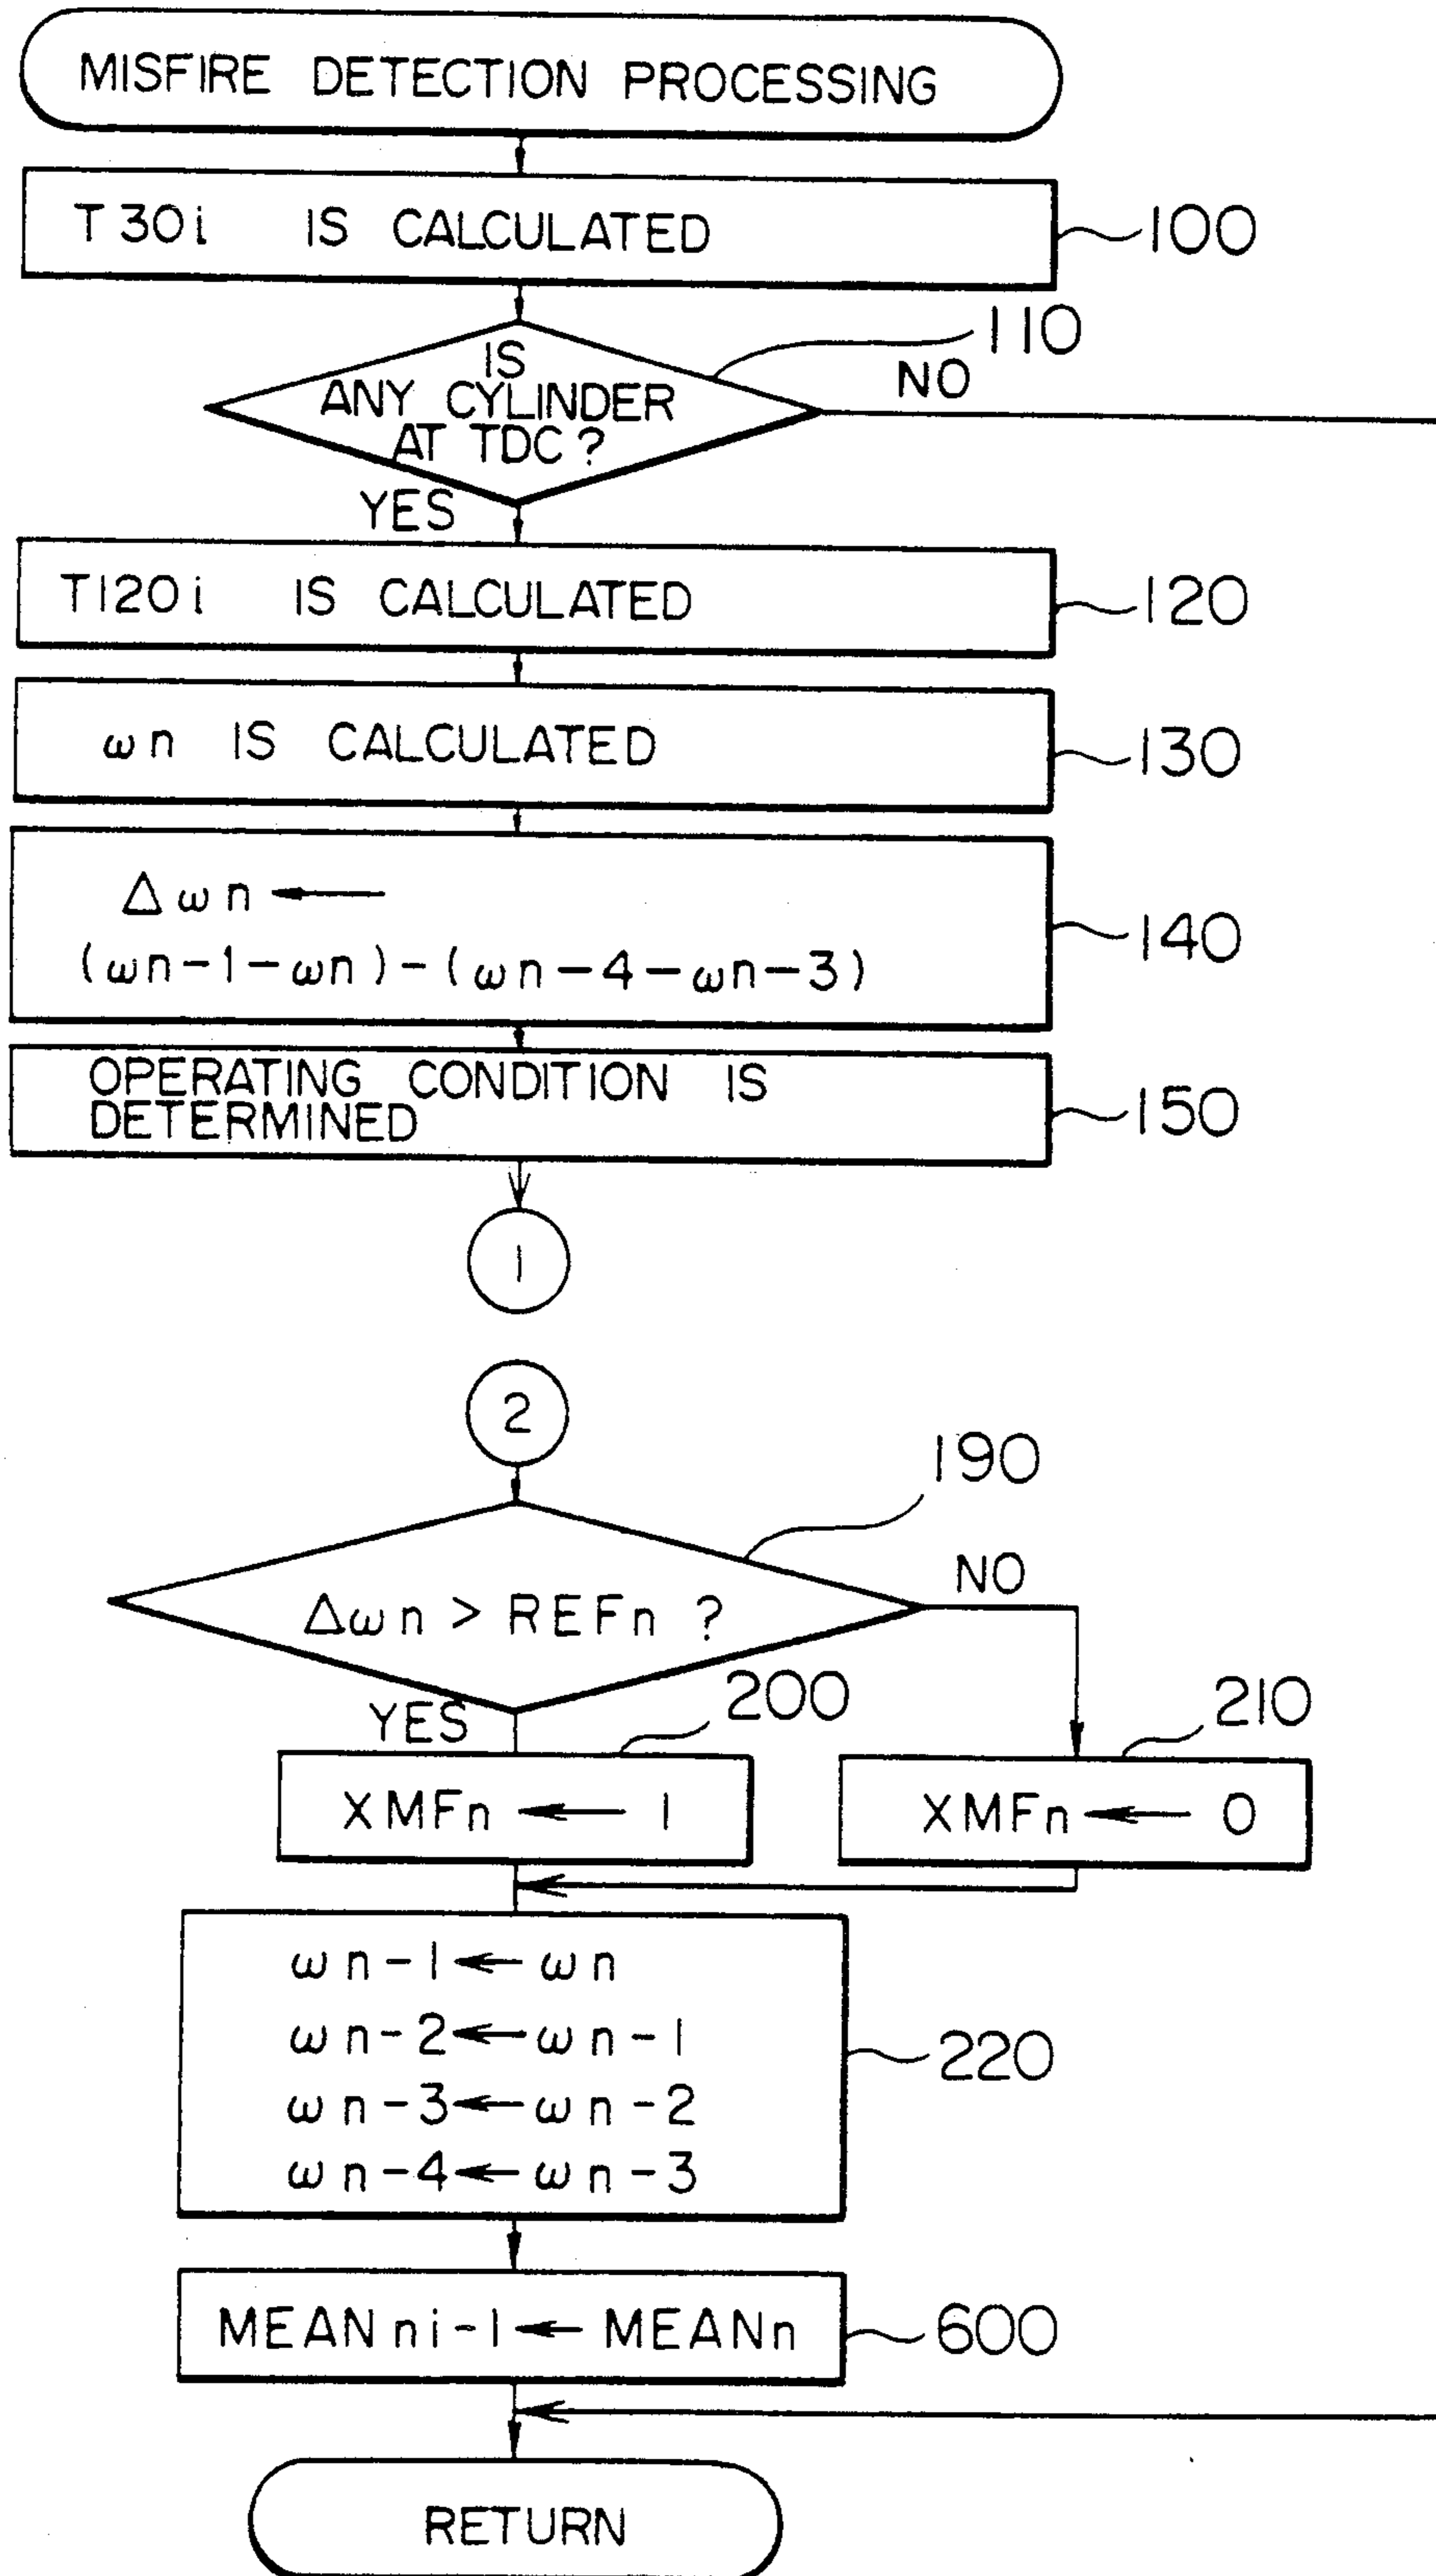 MISFIRE DETECTION PROCESSING
T30i IS CALCULATED
100
IS
ANY CYLINDER
AT TDC?
110
NO
YES
T120i IS CALCULATED
120
ωn IS CALCULATED
130
Δωn ←
(ωn-1-ωn)-(ωn-4-ωn-3)
140
OPERATING CONDITION IS
DETERMINED
150
1
2
190
Δωn > REFn ?
NO
YES
200
210
XMFn ← 1
XMFn ← 0
ωn-1 ← ωn
ωn-2 ← ωn-1
ωn-3 ← ωn-2
ωn-4 ← ωn-3
220
MEANni-1 ← MEANn
600
RETURN